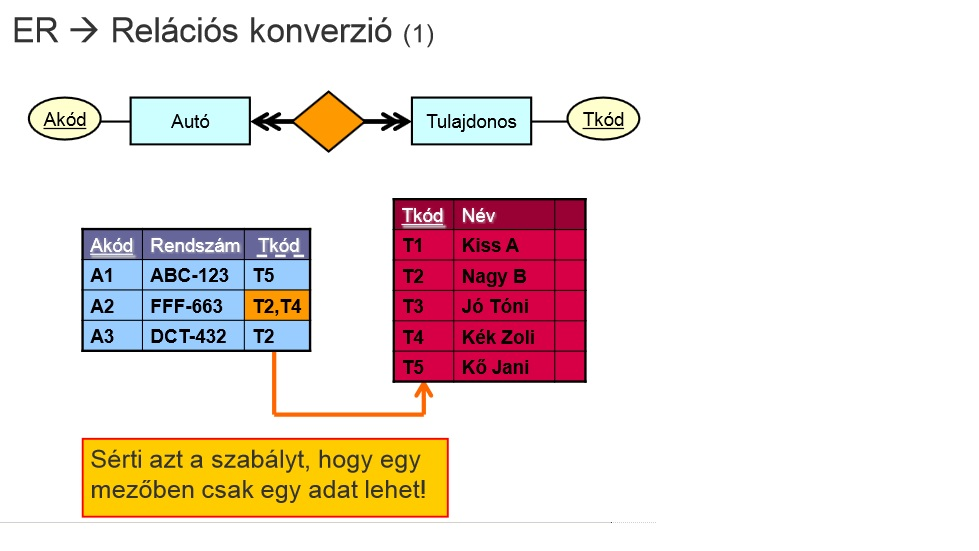 ER → Relációs konverzió (1)
Akód Autó Tulajdonos Tkód
Akód Rendszám Tkód
A1 ABC-123 T5
A2 FFF-663 T2,T4
A3 DCT-432 T2
Tkód Név
T1 Kiss A
T2 Nagy B
T3 Jó Tóni
T4 Kék Zoli
T5 Kő Jani
Sérti azt a szabályt, hogy egy
mezőben csak egy adat lehet!